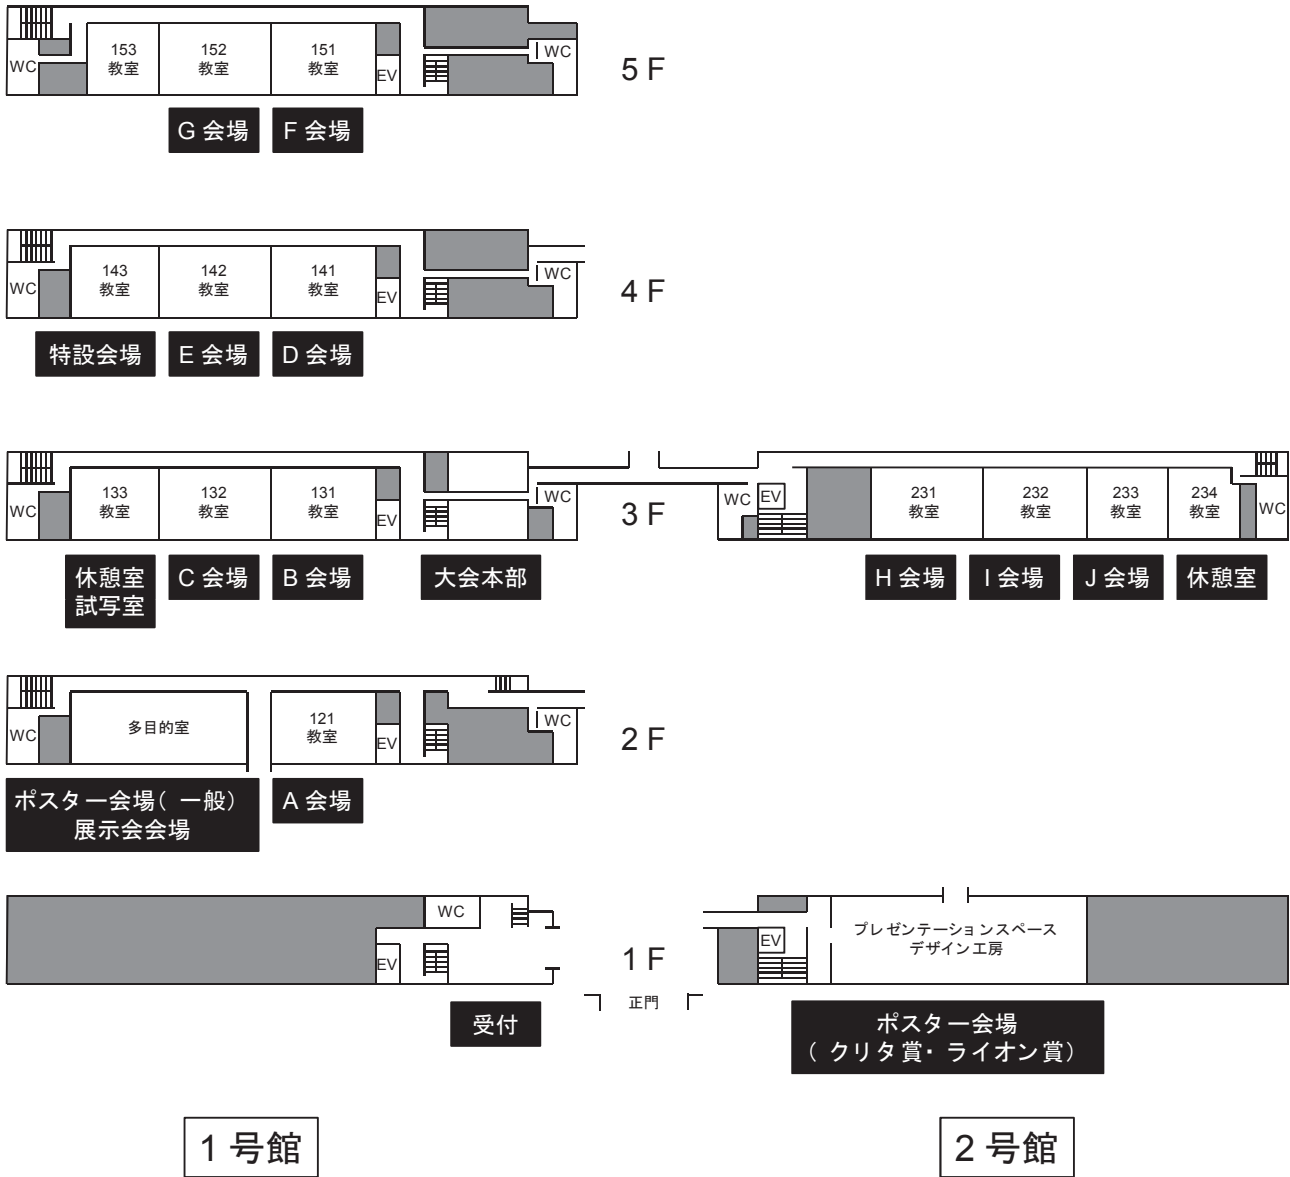 153
教室
152
教室
151
教室
WC
EV
WC
5 F
G 会場
F 会場
143
教室
142
教室
141
教室
WC
EV
WC
4 F
特設会場
E 会場
D 会場
133
教室
132
教室
131
教室
WC
EV
WC
3 F
WC
EV
231
教室
232
教室
233
教室
234
教室
WC
休憩室
試写室
C 会場
B 会場
大会本部
H 会場
I 会場
J 会場
休憩室
WC
多目的室
121
教室
EV
WC
2 F
ポスター会場( 一般)
展示会会場
A 会場
WC
EV
1 F
正門
EV
プレゼンテーションスペース
デザイン工房
受付
ポスター会場
( クリタ賞・ ライオン賞)
1 号館
2 号館